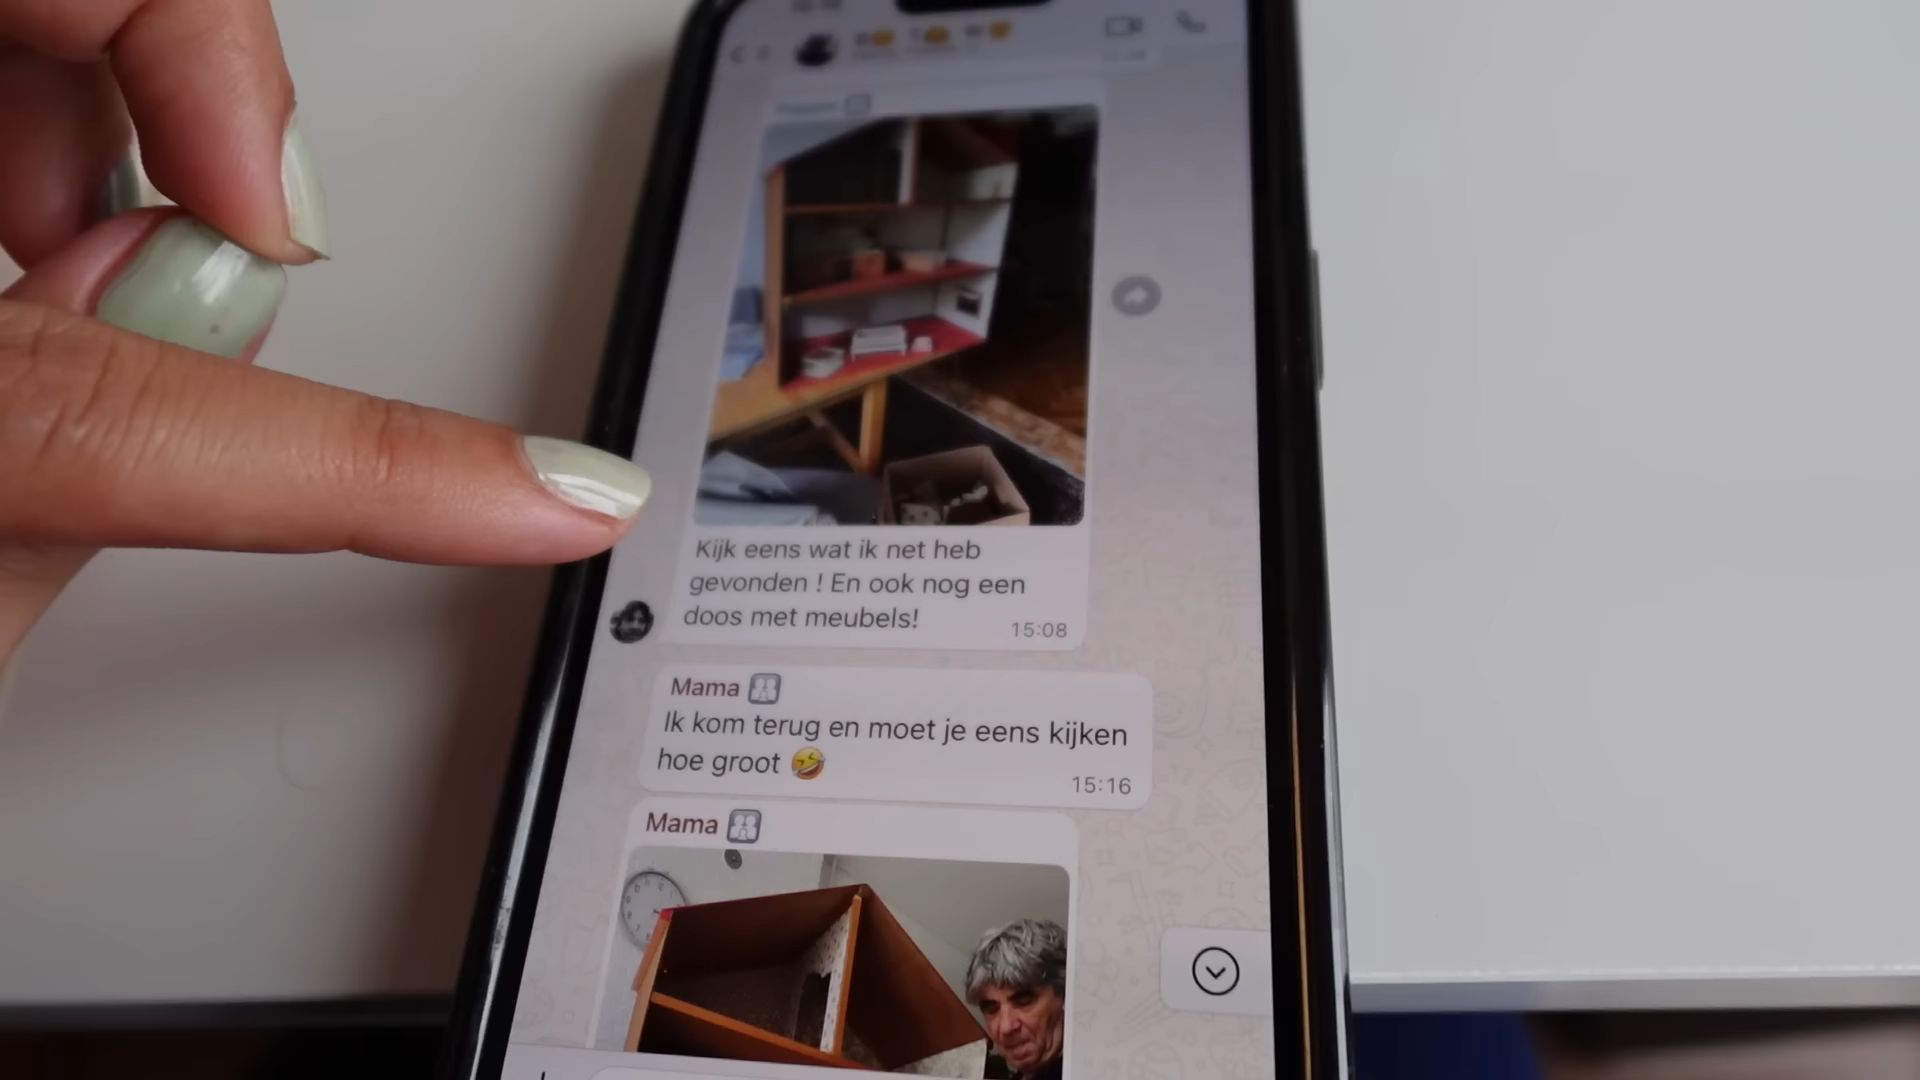 Kijk eens wat ik net heb
gevonden ! En ook nog een
doos met meubels!
15:08
Mama
Ik kom terug en moet je eens kijken
hoe groot 🤣
15:16
Mama